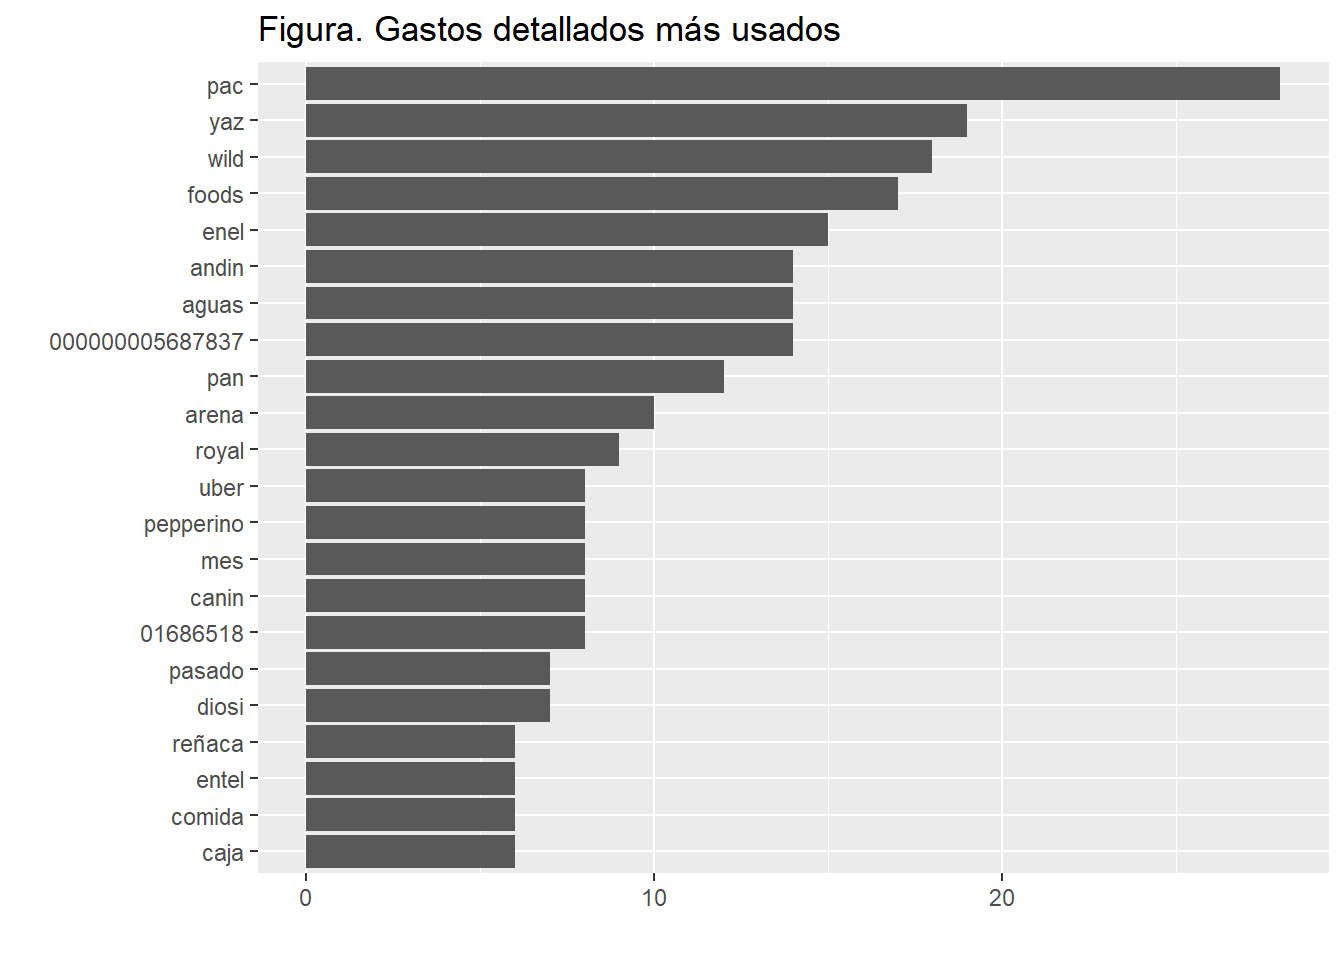 Figura. Gastos detallados más usados
pac
yaz
wild
foods
enel
andin
aguas
000000005687837
pan
arena
royal
uber
pepperino
mes
canin
01686518
pasado
diosi
reñaca
entel
comida
caja
0 10 20